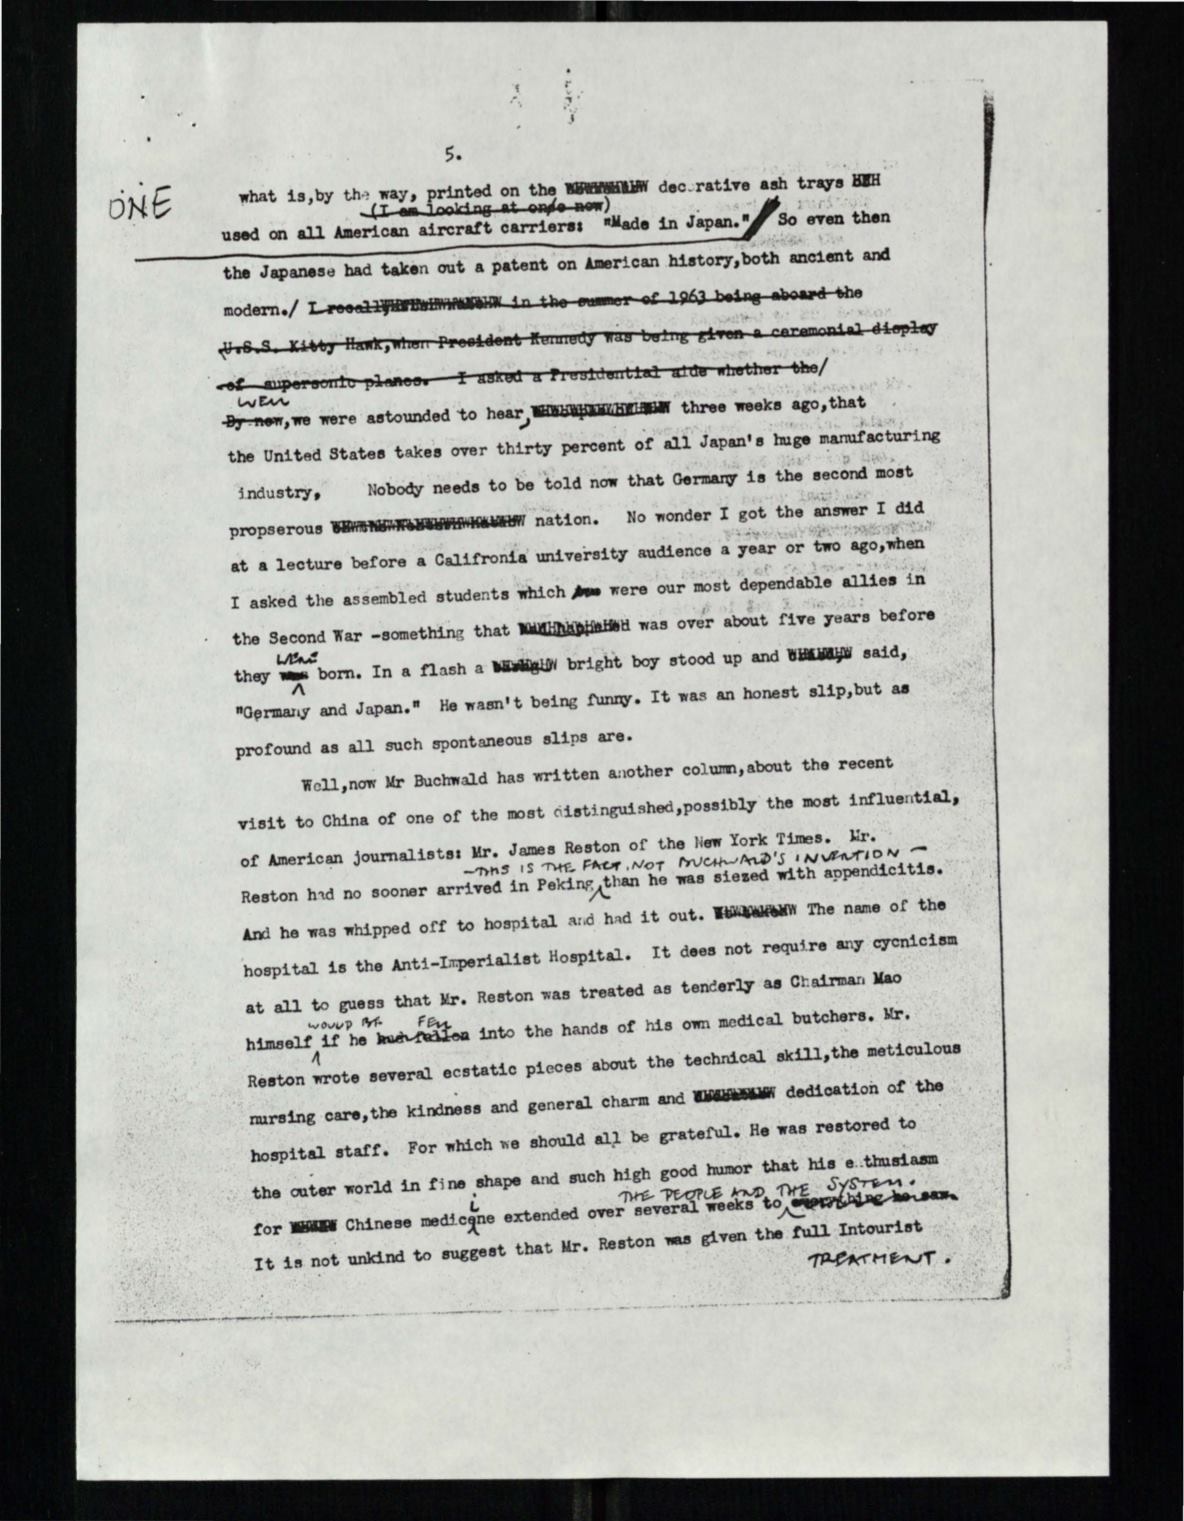 5.
ONE
what is,by the way, printed on the decorative ash trays
(I am looking at one now)
used on all American aircraft carriers: "Made in Japan." So even then
the Japanese had taken out a patent on American history,both ancient and
modern./ I recall in the summer of 1963 being aboard the
U.S.S. Kitty Hawk,when President Kennedy was being given a ceremonial display
of supersonic planes. I asked a Presidential aide whether the/
WELL
By now,we were astounded to hear, three weeks ago,that
the United States takes over thirty percent of all Japan's huge manufacturing
industry, Nobody needs to be told now that Germany is the second most
propserous nation. No wonder I got the answer I did
at a lecture before a Califronia university audience a year or two ago,when
I asked the assembled students which were our most dependable allies in
the Second War -something that was over about five years before
WERE
they was born. In a flash a bright boy stood up and said,
"Germany and Japan." He wasn't being funny. It was an honest slip,but as
profound as all such spontaneous slips are.
Well,now Mr Buchwald has written another column,about the recent
visit to China of one of the most distinguished,possibly the most influential,
of American journalists: Mr. James Reston of the New York Times. Mr.
—THIS IS THE FACT, NOT BUCHWALD'S INVENTION —
Reston had no sooner arrived in Peking than he was siezed with appendicitis.
And he was whipped off to hospital and had it out. The name of the
hospital is the Anti-Imperialist Hospital. It does not require any cycnicism
at all to guess that Mr. Reston was treated as tenderly as Chairman Mao
WOULD BE FELL
himself if he had fallen into the hands of his own medical butchers. Mr.
Reston wrote several ecstatic pieces about the technical skill,the meticulous
nursing care,the kindness and general charm and dedication of the
hospital staff. For which we should all be grateful. He was restored to
the outer world in fine shape and such high good humor that his e thusiasm
i THE PEOPLE AND THE SYSTEM.
for Chinese medicine extended over several weeks to everything he saw.
It is not unkind to suggest that Mr. Reston was given the full Intourist
TREATMENT.